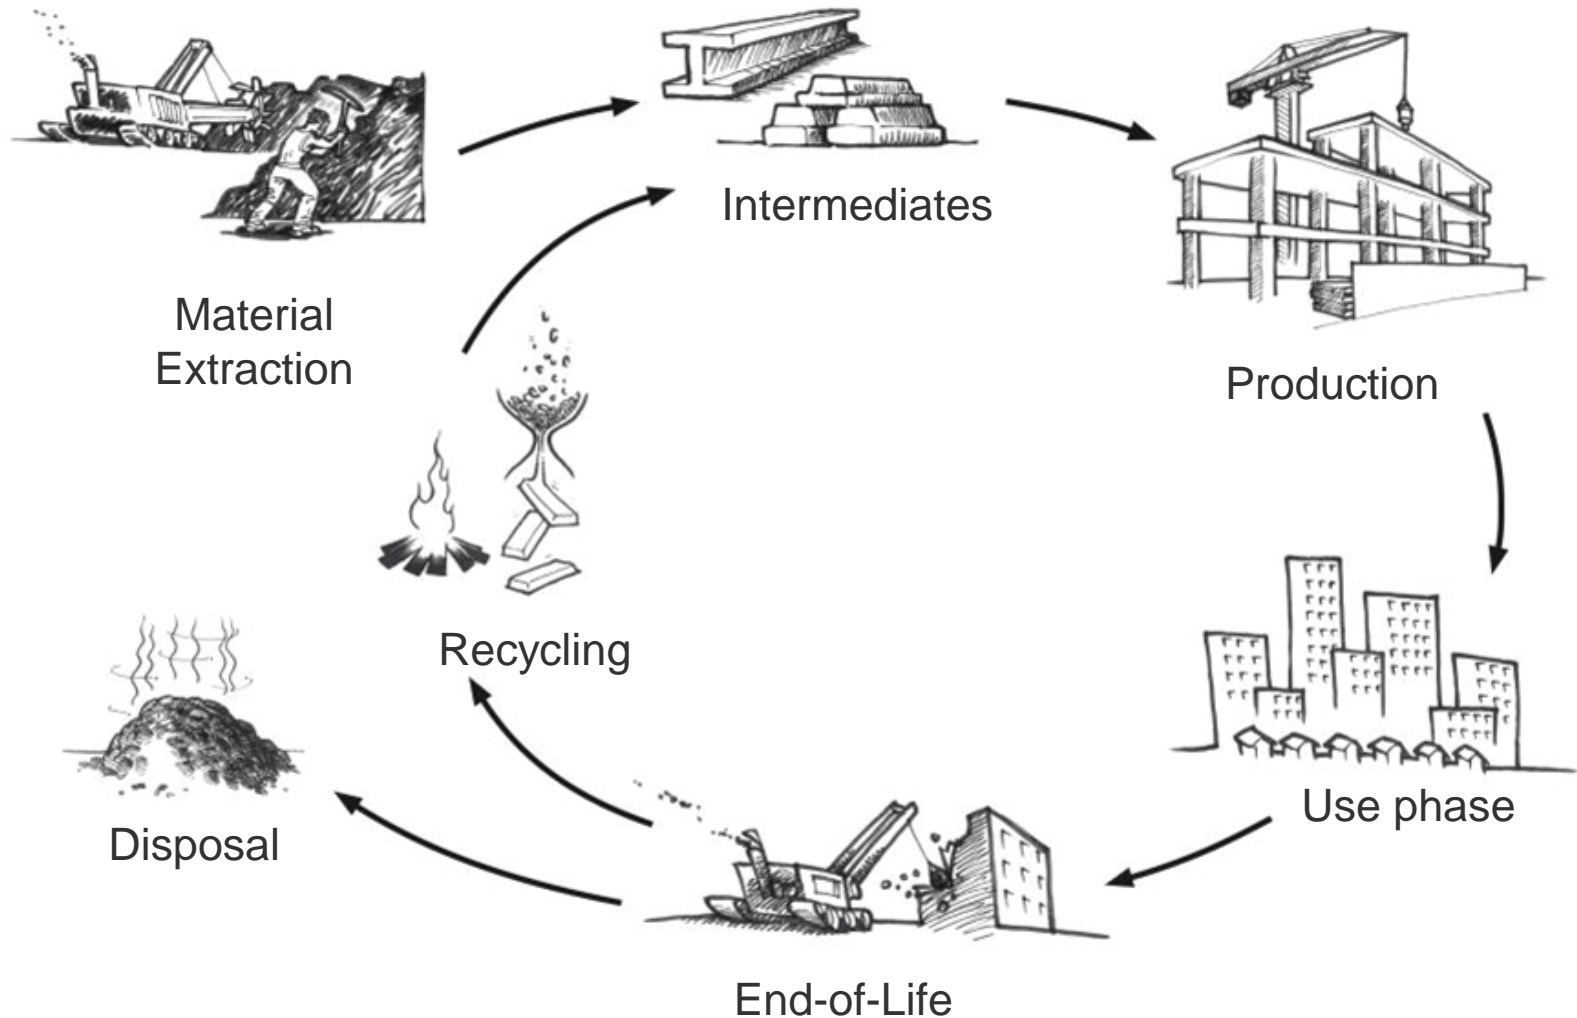 Intermediates
Material
Extraction
Production
Recycling
Use phase
Disposal
End-of-Life